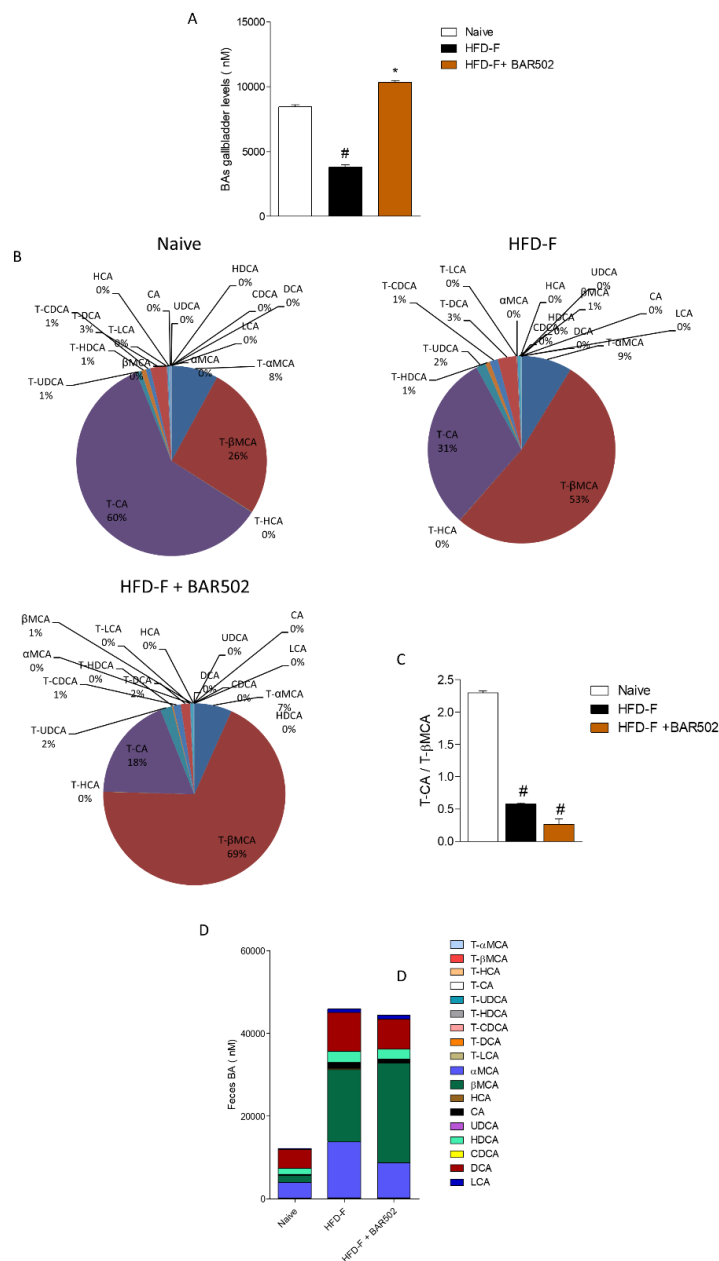 A
15000
10000
5000
0
BAs gallbladder levels ( nM)
#
*
Naive
HFD-F
HFD-F+ BAR502
B
Naive
HCA
0%
CA
0%
UDCA
0%
HDCA
0%
CDCA
0%
DCA
0%
LCA
0%
αMCA
0%
T-αMCA
8%
T-CDCA
1%
T-DCA
3%
T-LCA
0%
T-HDCA
1%
βMCA
0%
T-UDCA
1%
T-βMCA
26%
T-CA
60%
T-HCA
0%
HFD-F
T-LCA
0%
T-CDCA
1%
T-DCA
3%
αMCA
0%
HCA
0%
UDCA
0%
βMCA
1%
HDCA
0%
CDCA
0%
DCA
0%
CA
0%
LCA
0%
T-αMCA
9%
T-UDCA
2%
T-HDCA
1%
T-CA
31%
T-βMCA
53%
T-HCA
0%
HFD-F + BAR502
βMCA
1%
T-LCA
0%
HCA
0%
UDCA
0%
CA
0%
LCA
0%
αMCA
0%
T-HDCA
0%
T-CDCA
1%
T-DCA
2%
DCA
0%
CDCA
0%
T-αMCA
7%
HDCA
0%
T-UDCA
2%
T-CA
18%
T-HCA
0%
T-βMCA
69%
C
2.5
2.0
1.5
1.0
0.5
0.0
T-CA / T-βMCA
#
#
Naive
HFD-F
HFD-F +BAR502
D
D
60000
40000
20000
0
Feces BA ( nM)
Naive
HFD-F
HFD-F + BAR502
T-αMCA
T-βMCA
T-HCA
T-CA
T-UDCA
T-HDCA
T-CDCA
T-DCA
T-LCA
αMCA
βMCA
HCA
CA
UDCA
HDCA
CDCA
DCA
LCA